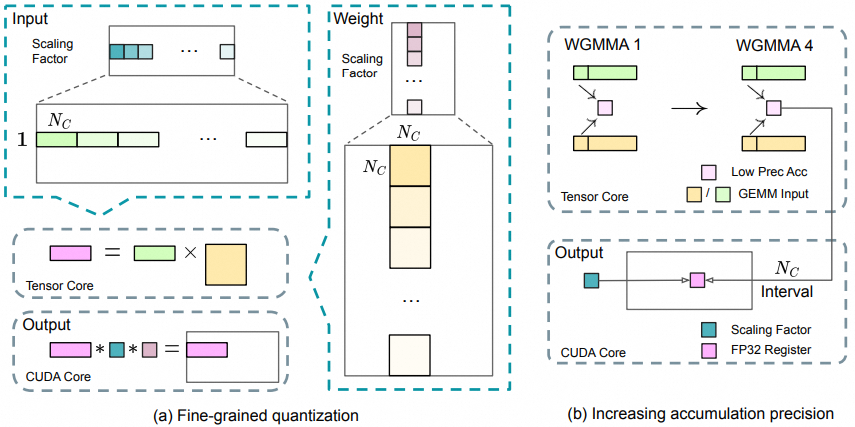 Input
Scaling
Factor
...
N_C
1
...
=
×
Tensor Core
Output
* * =
CUDA Core
Weight
Scaling
Factor
...
N_C
N_C
...
(a) Fine-grained quantization
WGMMA 1
WGMMA 4
Low Prec Acc
/
GEMM Input
Tensor Core
Output
N_C
Interval
Scaling Factor
FP32 Register
CUDA Core
(b) Increasing accumulation precision